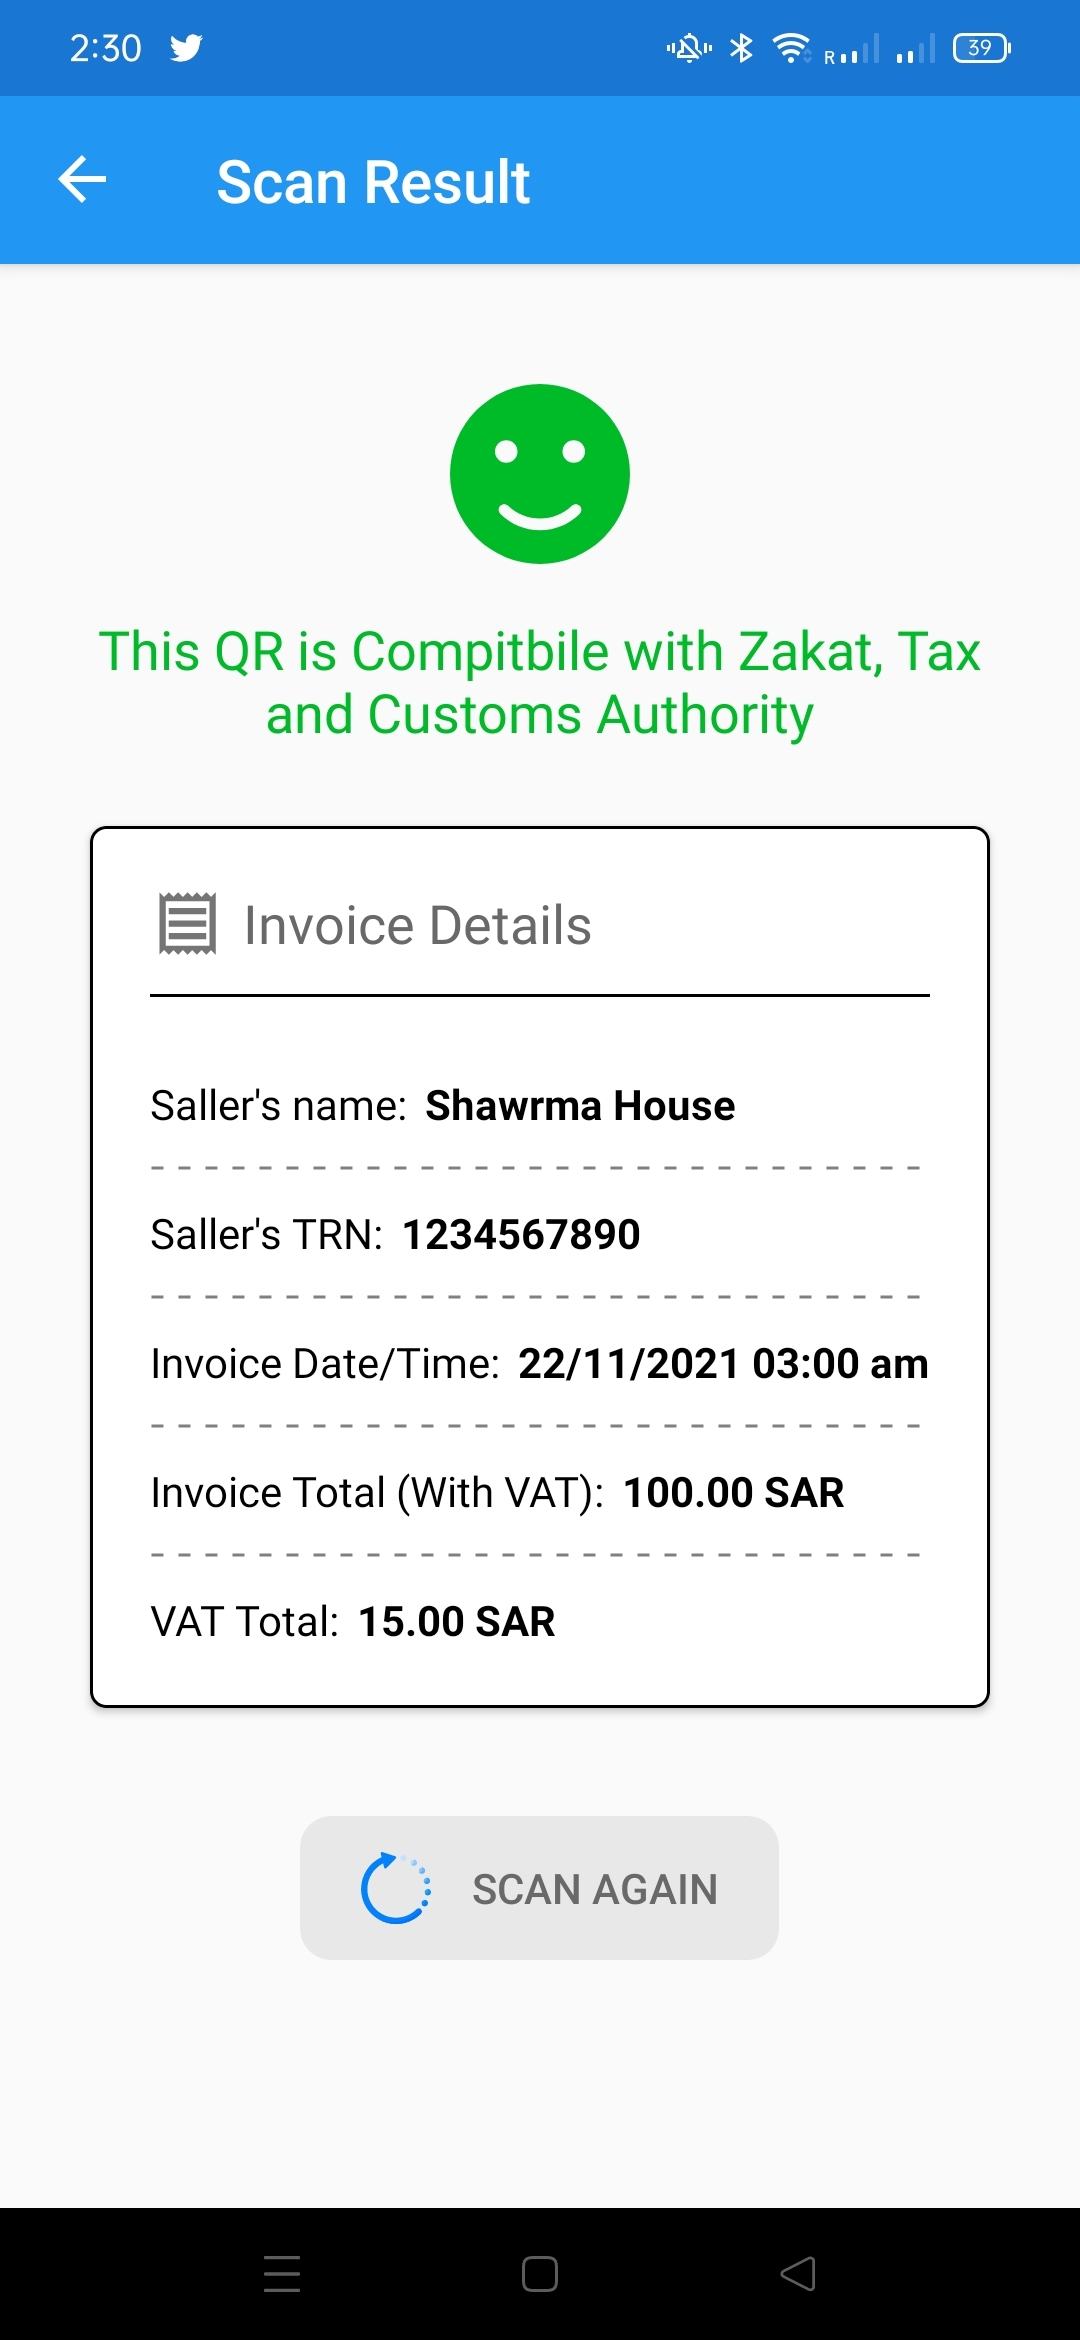 2:30
R
39
Scan Result
This QR is Compitbile with Zakat, Tax
and Customs Authority
Invoice Details
Saller's name: Shawrma House
Saller's TRN: 1234567890
Invoice Date/Time: 22/11/2021 03:00 am
Invoice Total (With VAT): 100.00 SAR
VAT Total: 15.00 SAR
SCAN AGAIN